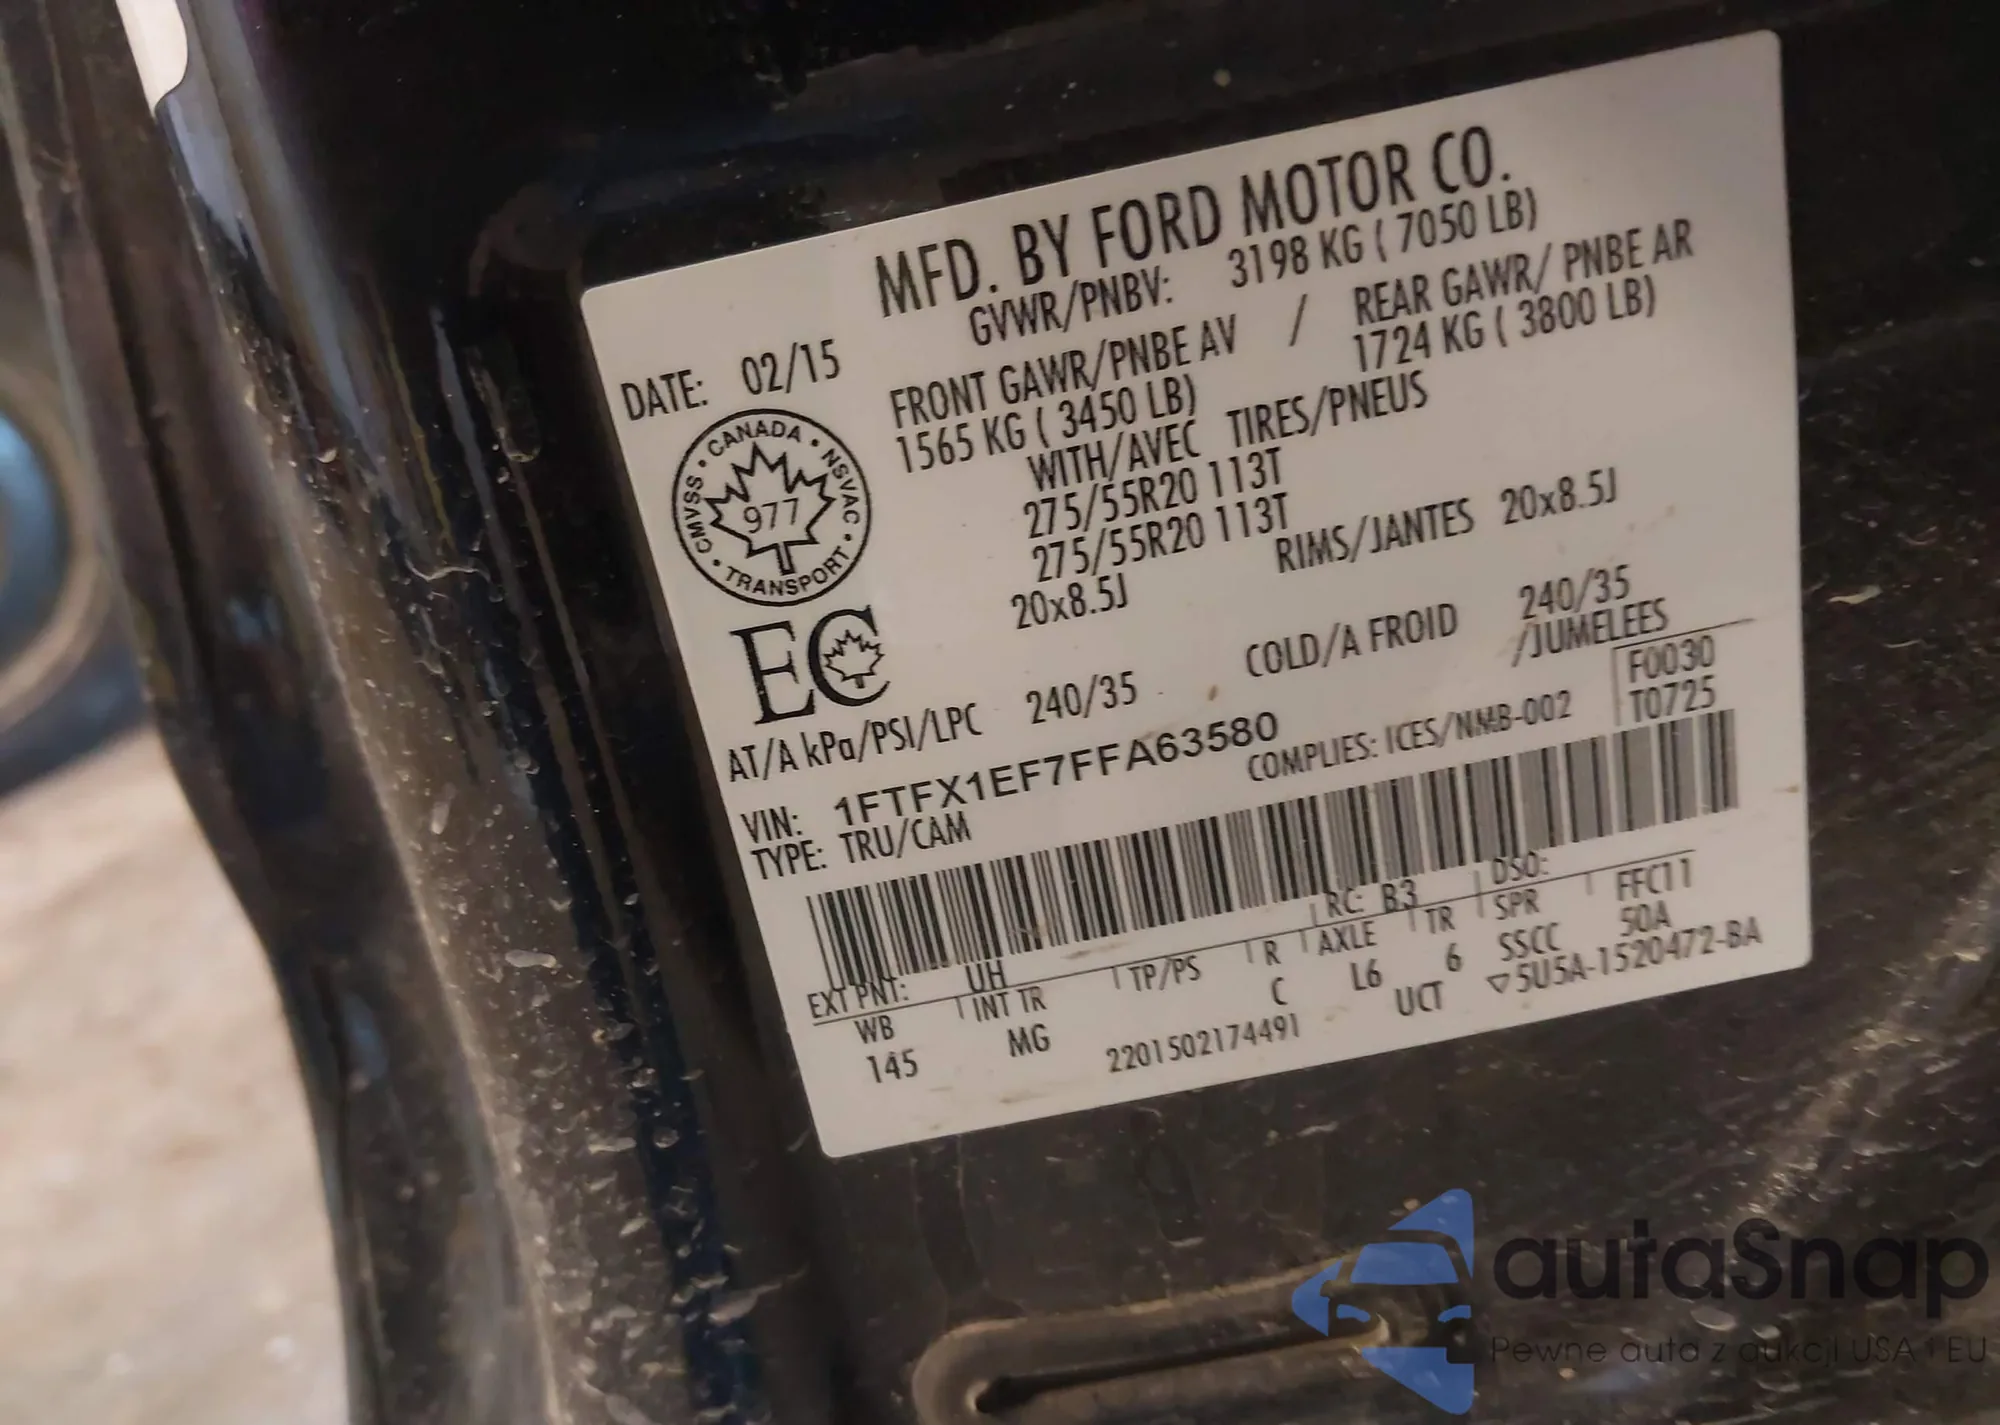 MFD. BY FORD MOTOR CO.
GVWR/PNBV: 3198 KG ( 7050 LB)
DATE: 02/15
FRONT GAWR/PNBE AV / REAR GAWR/ PNBE AR
1565 KG ( 3450 LB) 1724 KG ( 3800 LB)
WITH/AVEC TIRES/PNEUS
275/55R20 113T
275/55R20 113T
20x8.5J RIMS/JANTES 20x8.5J
CANADA • NSVAC • TRANSPORT • CMVSS •
977
EC
AT/A kPa/PSI/LPC 240/35 COLD/A FROID 240/35
/JUMELEES
VIN: 1FTFX1EF7FFA63580
COMPLIES: ICES/NMB-002
F0030
T0725
TYPE: TRU/CAM
EXT PNT: UH RC: B3 DSO: FFC11
WB INT TR TP/PS R AXLE TR SPR 50A
145 MG C L6 6 SSCC
2201502174491 UCT ▽5U5A-1520472-BA
autaSnap
Pewne auta z aukcji USA i EU